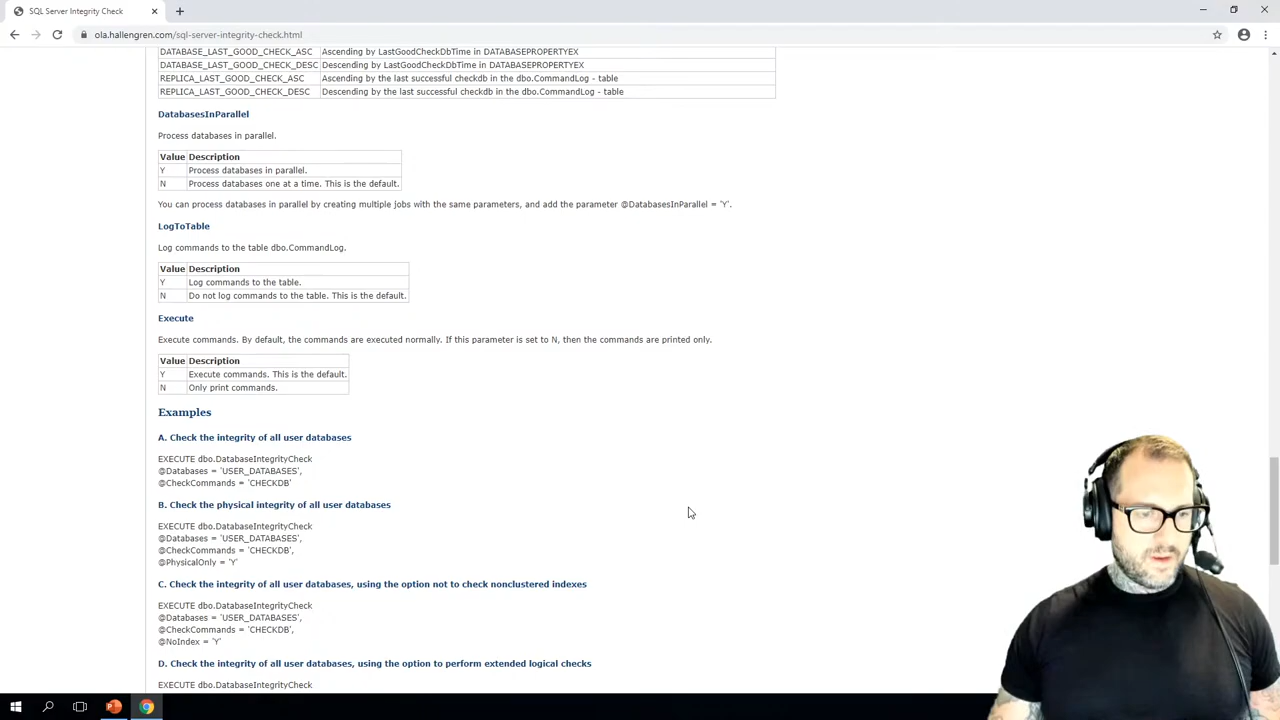 SQL Server Integrity Check
ola.hallengren.com/sql-server-integrity-check.html
DATABASE_LAST_GOOD_CHECK_ASC Ascending by LastGoodCheckDbTime in DATABASEPROPERTYEX
DATABASE_LAST_GOOD_CHECK_DESC Descending by LastGoodCheckDbTime in DATABASEPROPERTYEX
REPLICA_LAST_GOOD_CHECK_ASC Ascending by the last successful checkdb in the dbo.CommandLog - table
REPLICA_LAST_GOOD_CHECK_DESC Descending by the last successful checkdb in the dbo.CommandLog - table
DatabasesInParallel
Process databases in parallel.
Value Description
Y Process databases in parallel.
N Process databases one at a time. This is the default.
You can process databases in parallel by creating multiple jobs with the same parameters, and add the parameter @DatabasesInParallel = 'Y'.
LogToTable
Log commands to the table dbo.CommandLog.
Value Description
Y Log commands to the table.
N Do not log commands to the table. This is the default.
Execute
Execute commands. By default, the commands are executed normally. If this parameter is set to N, then the commands are printed only.
Value Description
Y Execute commands. This is the default.
N Only print commands.
Examples
A. Check the integrity of all user databases
EXECUTE dbo.DatabaseIntegrityCheck
@Databases = 'USER_DATABASES',
@CheckCommands = 'CHECKDB'
B. Check the physical integrity of all user databases
EXECUTE dbo.DatabaseIntegrityCheck
@Databases = 'USER_DATABASES',
@CheckCommands = 'CHECKDB',
@PhysicalOnly = 'Y'
C. Check the integrity of all user databases, using the option not to check nonclustered indexes
EXECUTE dbo.DatabaseIntegrityCheck
@Databases = 'USER_DATABASES',
@CheckCommands = 'CHECKDB',
@NoIndex = 'Y'
D. Check the integrity of all user databases, using the option to perform extended logical checks
EXECUTE dbo.DatabaseIntegrityCheck